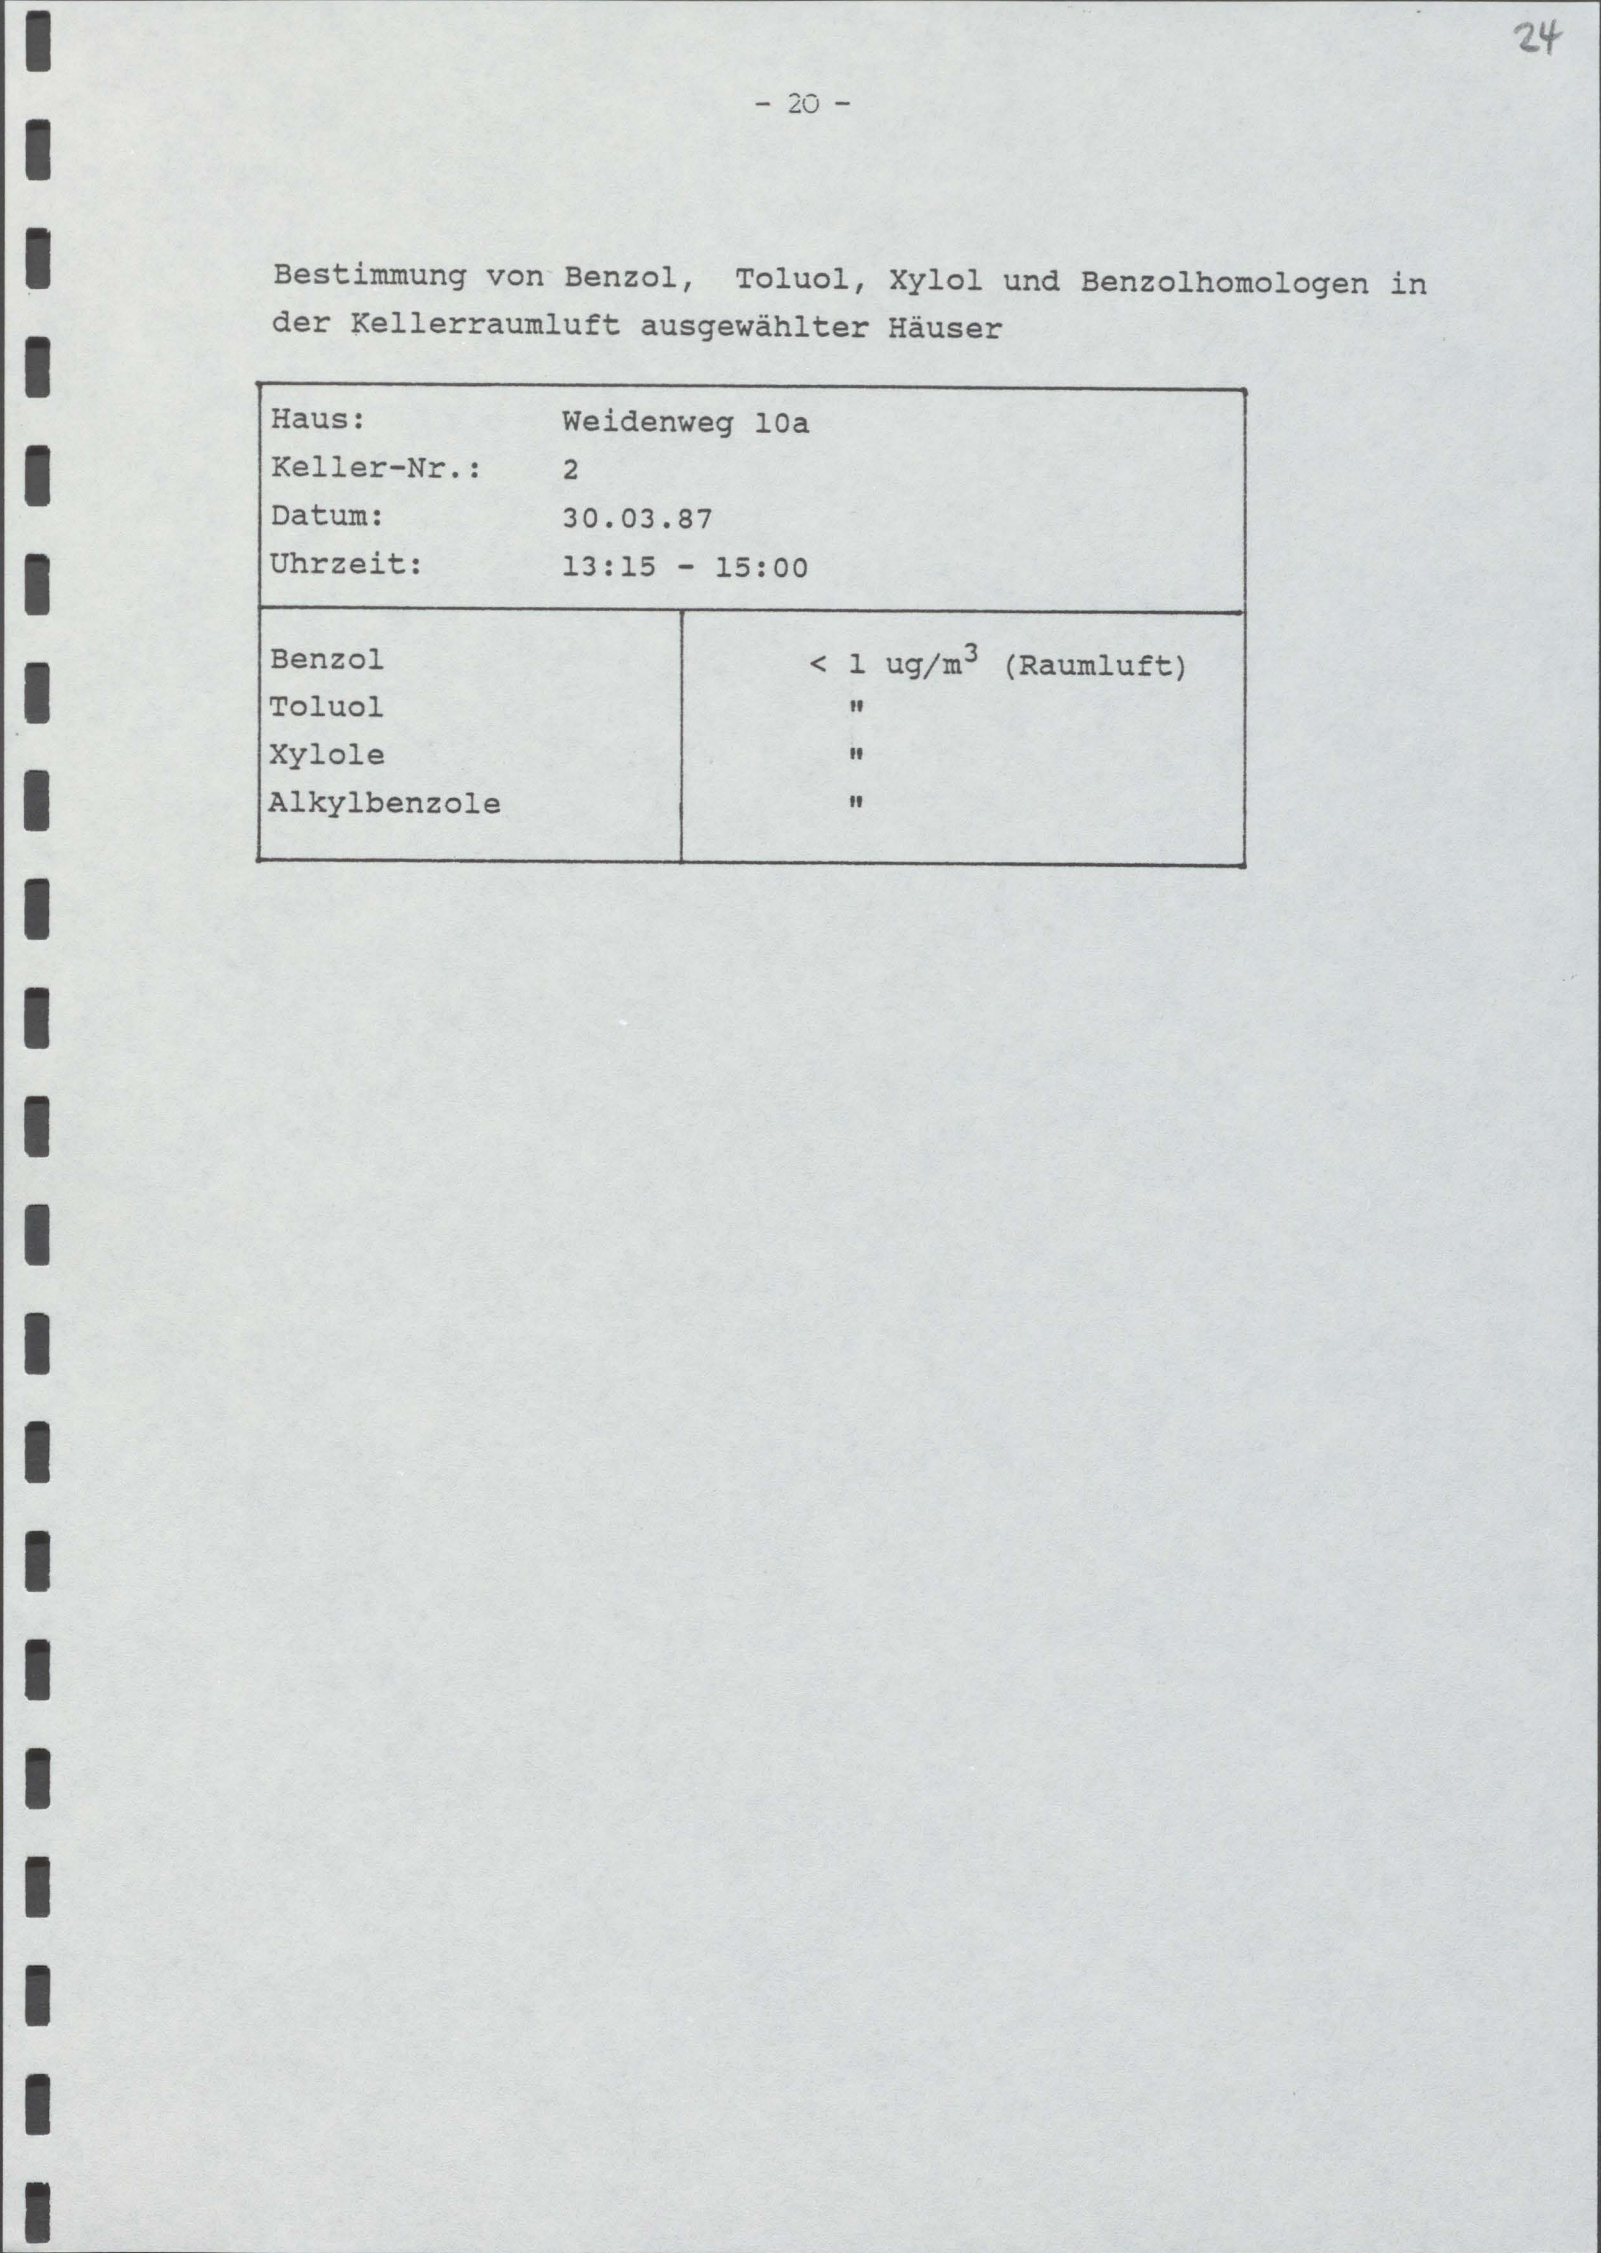 24
- 20 -
Bestimmung von Benzol, Toluol, Xylol und Benzolhomologen in
der Kellerraumluft ausgewählter Häuser
Haus: Weidenweg 10a
Keller-Nr.: 2
Datum: 30.03.87
Uhrzeit: 13:15 - 15:00
Benzol < 1 ug/m³ (Raumluft)
Toluol "
Xylole "
Alkylbenzole "